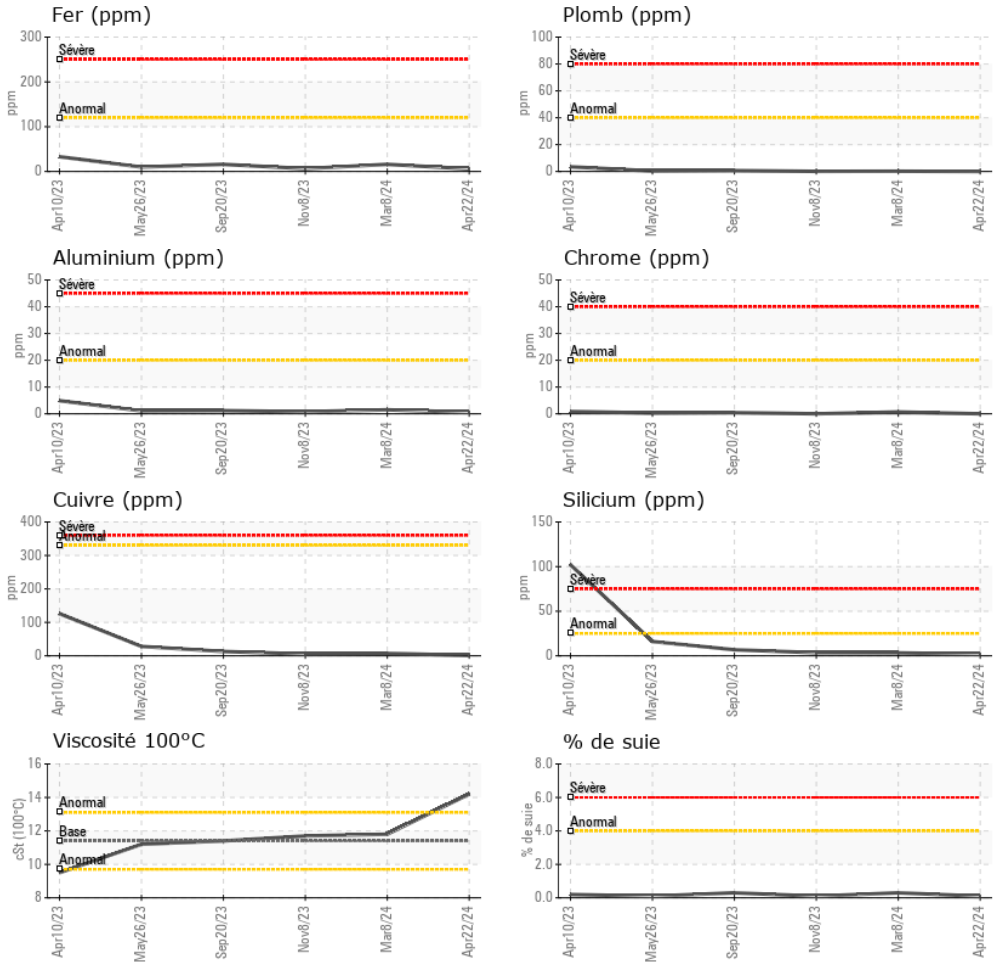 Fer (ppm)
300
200
100
0
ppm
Sévère
Anormal
Apr10/23
May26/23
Sep20/23
Nov8/23
Mar8/24
Apr22/24
Plomb (ppm)
100
80
60
40
20
0
ppm
Sévère
Anormal
Apr10/23
May26/23
Sep20/23
Nov8/23
Mar8/24
Apr22/24
Aluminium (ppm)
50
40
30
20
10
0
ppm
Sévère
Anormal
Apr10/23
May26/23
Sep20/23
Nov8/23
Mar8/24
Apr22/24
Chrome (ppm)
50
40
30
20
10
0
ppm
Sévère
Anormal
Apr10/23
May26/23
Sep20/23
Nov8/23
Mar8/24
Apr22/24
Cuivre (ppm)
400
300
200
100
0
ppm
Sévère
Anormal
Apr10/23
May26/23
Sep20/23
Nov8/23
Mar8/24
Apr22/24
Silicium (ppm)
150
100
50
0
ppm
Sévère
Anormal
Apr10/23
May26/23
Sep20/23
Nov8/23
Mar8/24
Apr22/24
Viscosité 100°C
16
14
12
10
8
cSt (100°C)
Anormal
Base
Anormal
Apr10/23
May26/23
Sep20/23
Nov8/23
Mar8/24
Apr22/24
% de suie
8.0
6.0
4.0
2.0
0.0
% de suie
Sévère
Anormal
Apr10/23
May26/23
Sep20/23
Nov8/23
Mar8/24
Apr22/24